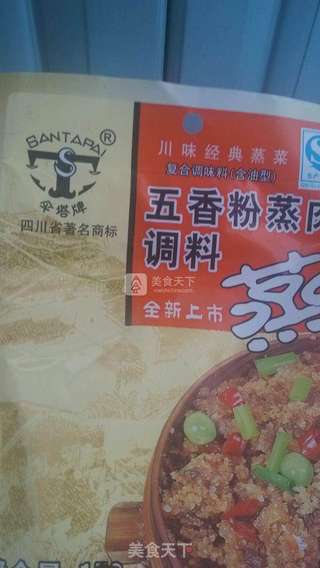 SANTAPAI®
伞塔牌
四川省著名商标
川味经典蒸菜
复合调味料(含油型)
五香粉蒸肉
调料
全新上市
蒸
美食天下
美食天下